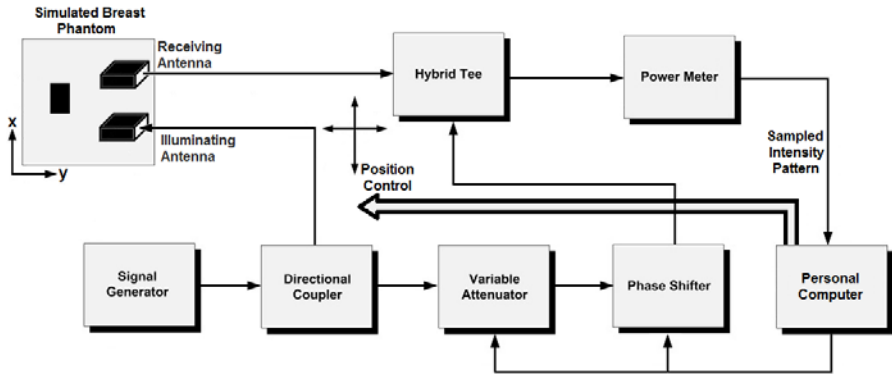 Simulated Breast
Phantom
Receiving
Antenna
Illuminating
Antenna
x
y
Hybrid Tee
Power Meter
Position
Control
Sampled
Intensity
Pattern
Signal
Generator
Directional
Coupler
Variable
Attenuator
Phase Shifter
Personal
Computer